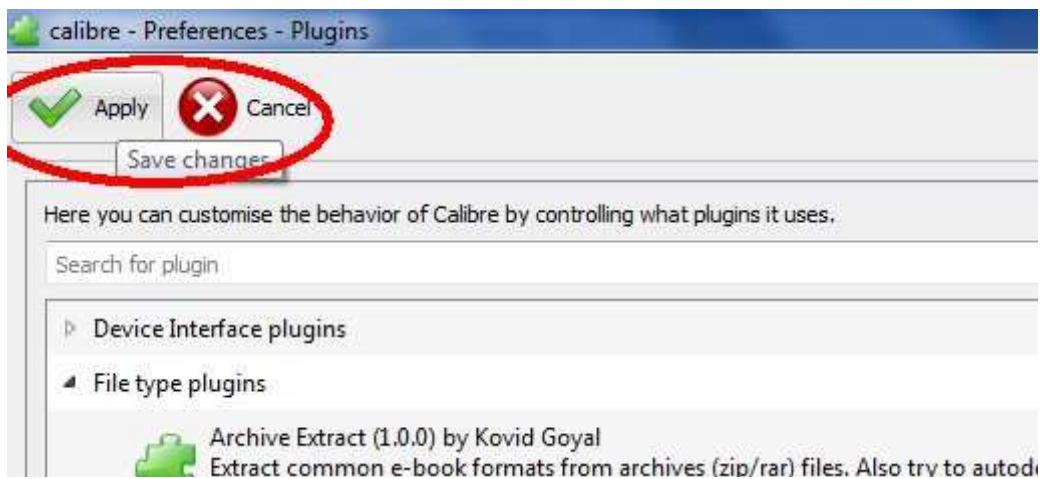 calibre - Preferences - Plugins
Apply Cancel
Save changes
Here you can customise the behavior of Calibre by controlling what plugins it uses.
Search for plugin
Device Interface plugins
File type plugins
Archive Extract (1.0.0) by Kovid Goyal
Extract common e-book formats from archives (zip/rar) files. Also try to